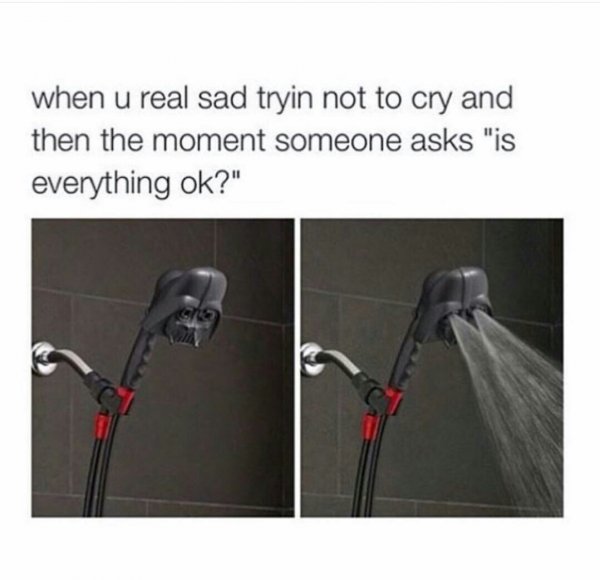 when u real sad tryin not to cry and
then the moment someone asks "is
everything ok?"